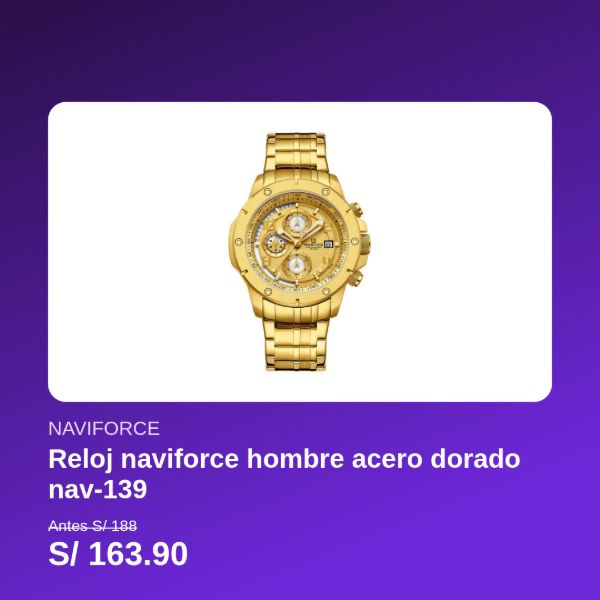 NAVIFORCE
Reloj naviforce hombre acero dorado
nav-139
Antes S/ 188
S/ 163.90